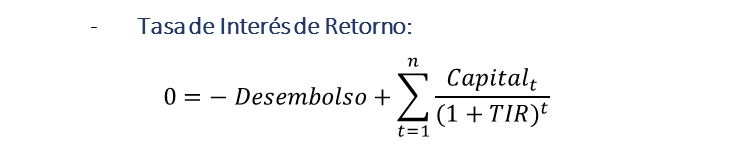 - Tasa de Interés de Retorno:
0 = − Desembolso + ∑_{t=1}^{n} Capital_t / (1 + TIR)^t